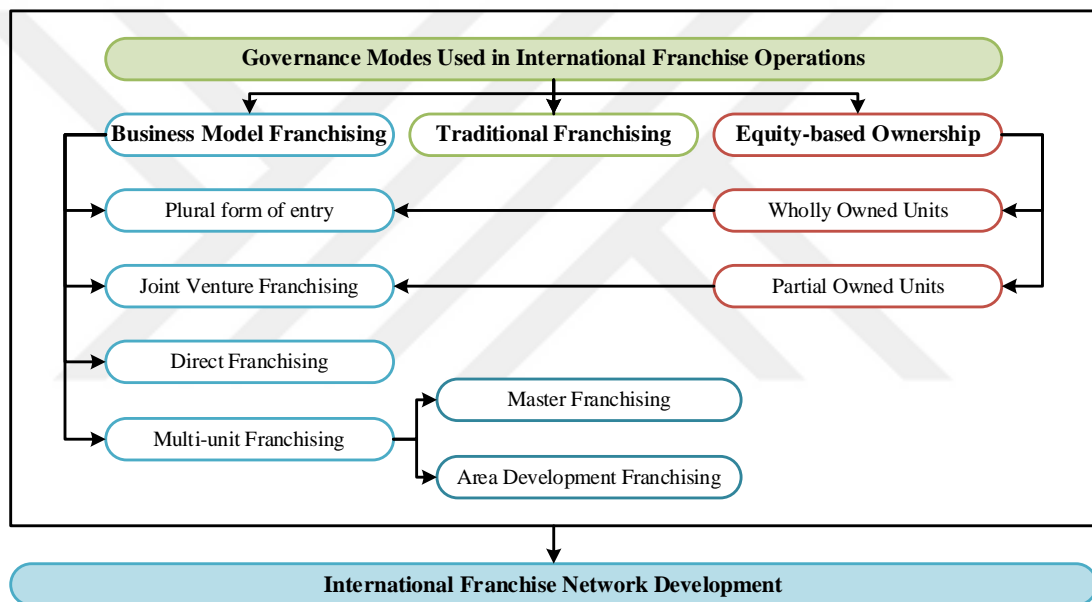 Governance Modes Used in International Franchise Operations
Business Model Franchising
Traditional Franchising
Equity-based Ownership
Plural form of entry
Wholly Owned Units
Joint Venture Franchising
Partial Owned Units
Direct Franchising
Master Franchising
Multi-unit Franchising
Area Development Franchising
International Franchise Network Development